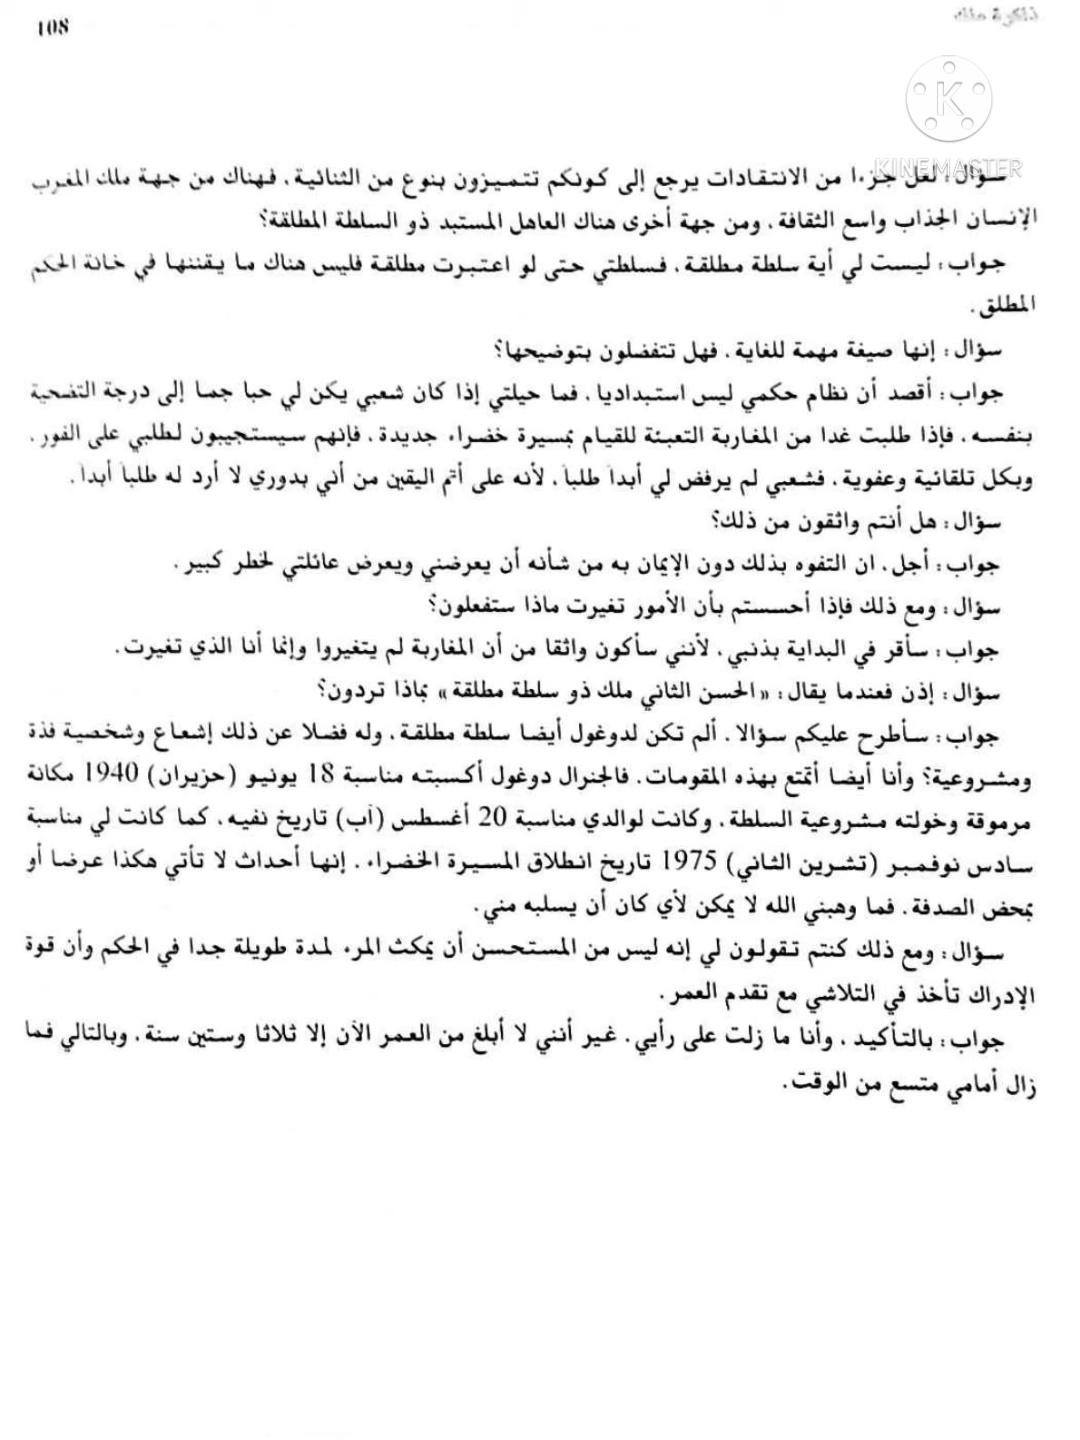 ذاكرة ملك
108
KINEMASTER
سؤال : لعل جزءا من الانتقادات يرجع إلى كونكم تتميزون بنوع من الثنائية . فهناك من جهة ملك المغرب
الإنسان الجذاب واسع الثقافة . ومن جهة أخرى هناك العاهل المستبد ذو السلطة المطلقة؟
جواب : ليست لي أية سلطة مطلقة . فسلطتي حتى لو اعتبرت مطلقة فليس هناك ما يقننها في خانة الحكم
المطلق .
سؤال : إنها صيغة مهمة للغاية . فهل تتفضلون بتوضيحها؟
جواب : أقصد أن نظام حكمي ليس استبداديا . فما حيلتي إذا كان شعبي يكن لي حبا جما إلى درجة التضحية
بنفسه . فإذا طلبت غدا من المغاربة التعبئة للقيام بمسيرة خضراء جديدة . فإنهم سيستجيبون لطلبي على الفور .
وبكل تلقائية وعفوية . فشعبي لم يرفض لي أبداً طلباً . لأنه على أتم اليقين من أني بدوري لا أرد له طلباً أبداً .
سؤال : هل أنتم واثقون من ذلك؟
جواب : أجل . ان التفوه بذلك دون الإيمان به من شأنه أن يعرضني ويعرض عائلتي لخطر كبير .
سؤال : ومع ذلك فإذا أحسستم بأن الأمور تغيرت ماذا ستفعلون؟
جواب : سأقر في البداية بذنبي . لأنني سأكون واثقا من أن المغاربة لم يتغيروا وإنما أنا الذي تغيرت .
سؤال : إذن فعندما يقال : «الحسن الثاني ملك ذو سلطة مطلقة» بماذا تردون؟
جواب : سأطرح عليكم سؤالا . ألم تكن لدوغول أيضا سلطة مطلقة . وله فضلا عن ذلك إشعاع وشخصية فذة
ومشروعية؟ وأنا أيضا أتمتع بهذه المقومات . فالجنرال دوغول أكسبته مناسبة 18 يونيو (حزيران) 1940 مكانة
مرموقة وخولته مشروعية السلطة . وكانت لوالدي مناسبة 20 أغسطس (آب) تاريخ نفيه . كما كانت لي مناسبة
سادس نوفمبر (تشرين الثاني) 1975 تاريخ انطلاق المسيرة الخضراء . إنها أحداث لا تأتي هكذا عرضا أو
بمحض الصدفة . فما وهبني الله لا يمكن لأي كان أن يسلبه مني .
سؤال : ومع ذلك كنتم تقولون لي إنه ليس من المستحسن أن يمكث المرء لمدة طويلة جدا في الحكم وأن قوة
الإدراك تأخذ في التلاشي مع تقدم العمر .
جواب : بالتأكيد . وأنا ما زلت على رأيي . غير أنني لا أبلغ من العمر الآن إلا ثلاثا وستين سنة . وبالتالي فما
زال أمامي متسع من الوقت .